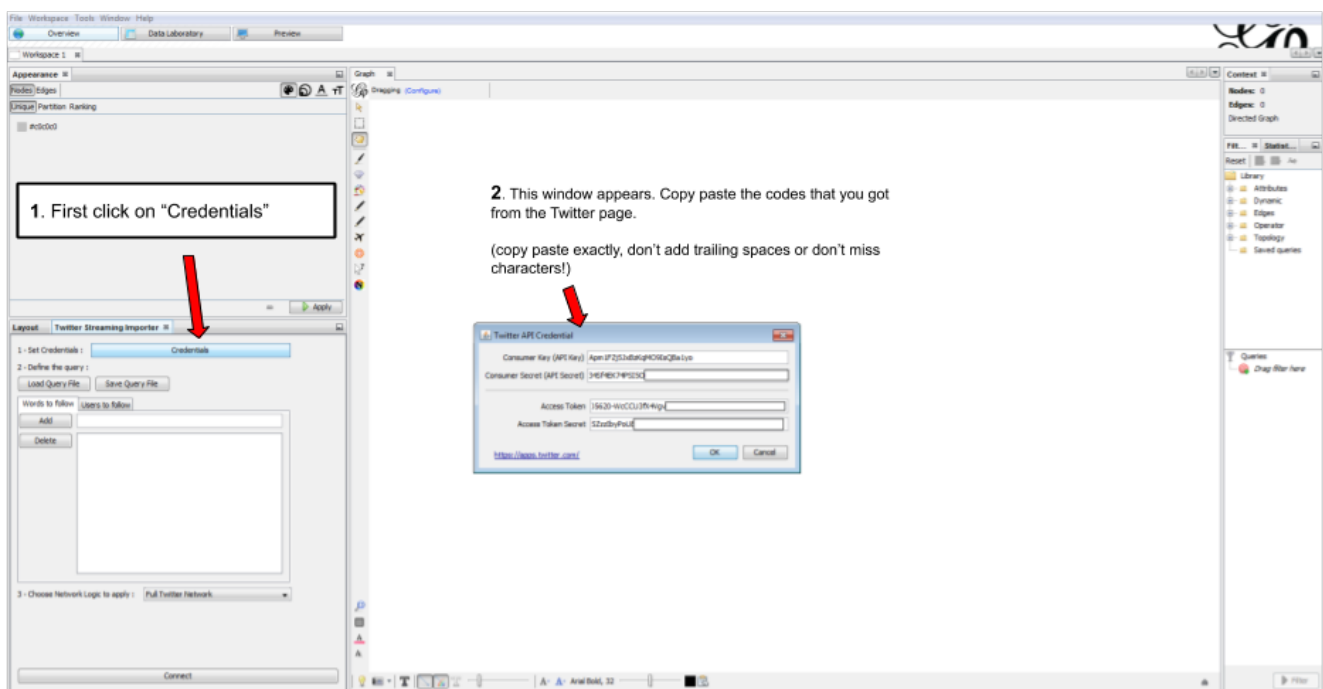 File Workspace Tools Window Help
Overview Data Laboratory Preview
Workspace 1
Appearance
Nodes Edges
Unique Partition Ranking
#c0c0c0
Apply
1. First click on “Credentials”
Layout Twitter Streaming Importer
1 - Set Credentials : Credentials
2 - Define the query :
Load Query File Save Query File
Words to follow Users to follow
Add
Delete
3 - Choose Network Logic to apply : Full Twitter Network
Connect
Graph
Dragging (Configure)
2. This window appears. Copy paste the codes that you got
from the Twitter page.
(copy paste exactly, don’t add trailing spaces or don’t miss
characters!)
Twitter API Credential
Consumer Key (API Key)
Consumer Secret (API Secret)
Access Token
Access Token Secret
https://apps.twitter.com/
OK Cancel
A- A- Arial Bold, 32
Context
Nodes: 0
Edges: 0
Directed Graph
Filt... Statist...
Reset
Library
Attributes
Dynamic
Edges
Operator
Topology
Saved queries
Queries
Drag filter here
Filter